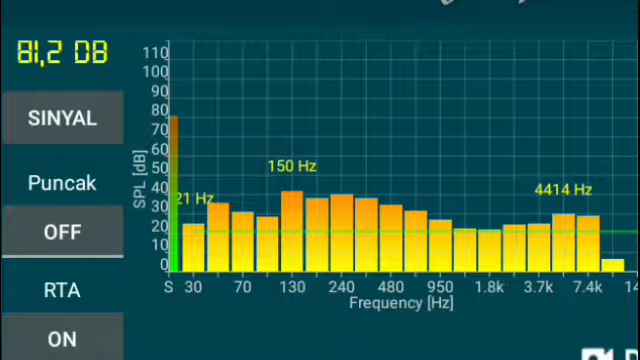 81,2 DB
SINYAL
Puncak
OFF
RTA
ON
110
100
90
80
70
60
50
40
30
20
10
0
SPL [dB]
21 Hz
150 Hz
4414 Hz
S 30 70 130 240 480 950 1.8k 3.7k 7.4k
Frequency [Hz]